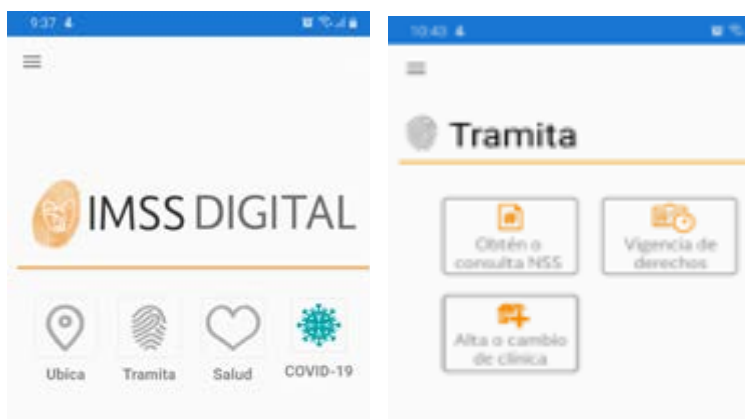 9:37
IMSS DIGITAL
Ubica
Tramita
Salud
COVID-19
10:43
Tramita
Obtén o
consulta NSS
Vigencia de
derechos
Alta o cambio
de clínica